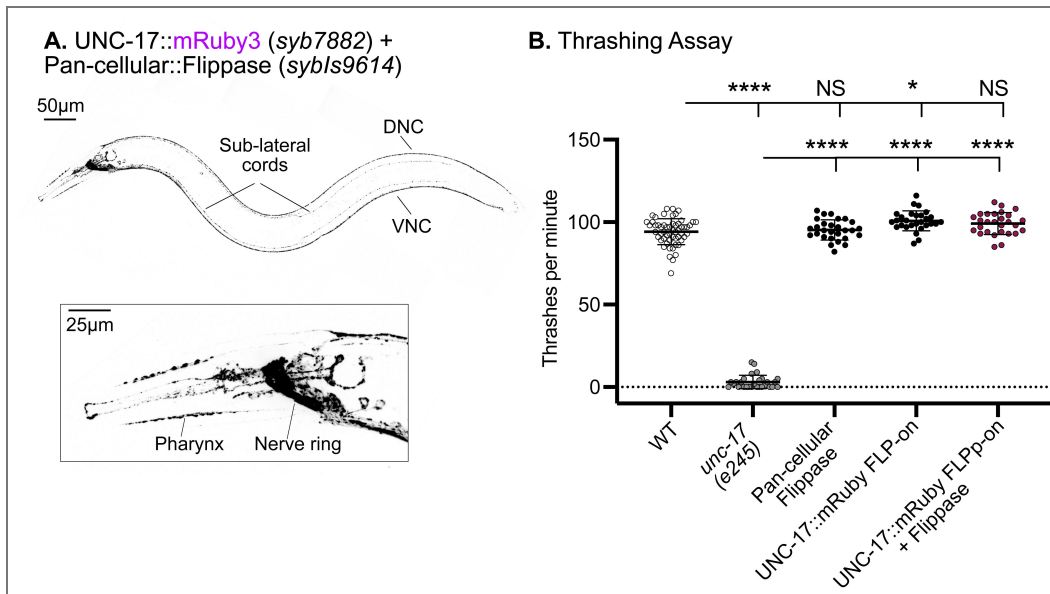 A. UNC-17::mRuby3 (syb7882) +
Pan-cellular::Flippase (sybIs9614)
50µm
Sub-lateral
cords
DNC
VNC
25µm
Pharynx
Nerve ring
B. Thrashing Assay
**** NS * NS
**** **** ****
Thrashes per minute
150
100
50
0
WT
unc-17
(e245)
Pan-cellular
Flippase
UNC-17::mRuby FLP-on
UNC-17::mRuby FLPp-on
+ Flippase